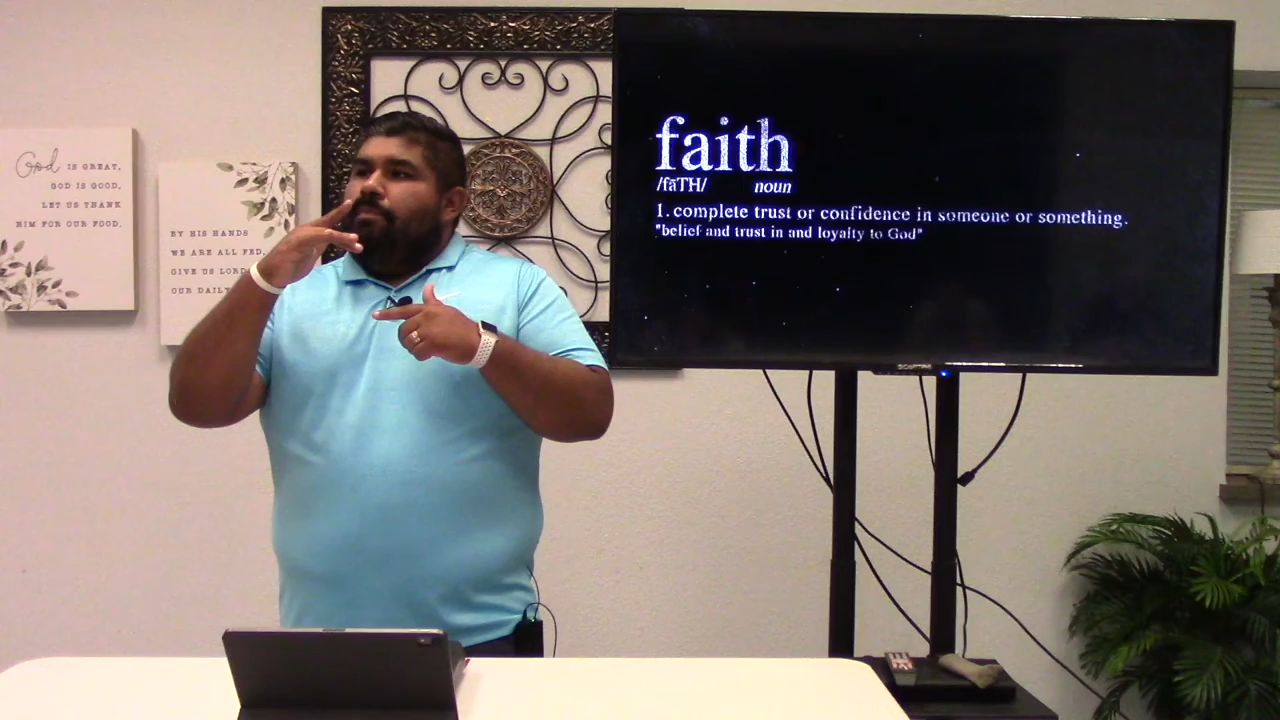 God IS GREAT,
GOD IS GOOD,
LET US THANK
HIM FOR OUR FOOD,
BY HIS HANDS
WE ARE ALL FED,
GIVE US LORD
OUR DAILY
faith
/fāTH/ noun
1. complete trust or confidence in someone or something.
"belief and trust in and loyalty to God"